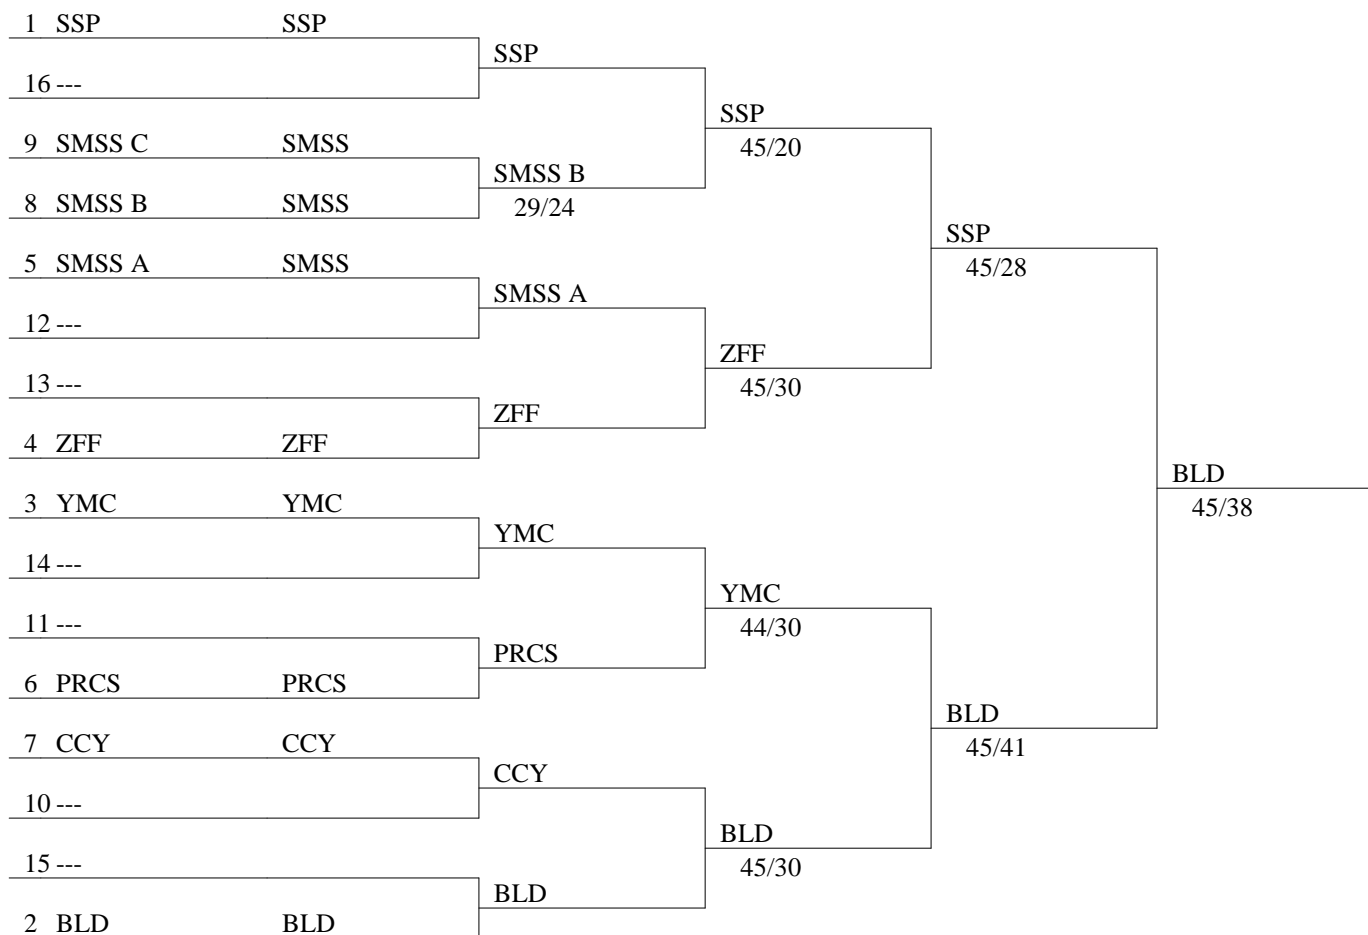 1 SSP SSP
SSP
16 ---
SSP
45/20
9 SMSS C SMSS
SMSS B
29/24
8 SMSS B SMSS
SSP
45/28
5 SMSS A SMSS
SMSS A
12 ---
ZFF
45/30
13 ---
ZFF
4 ZFF ZFF
BLD
45/38
3 YMC YMC
YMC
14 ---
YMC
44/30
11 ---
PRCS
6 PRCS PRCS
BLD
45/41
7 CCY CCY
CCY
10 ---
BLD
45/30
15 ---
BLD
2 BLD BLD